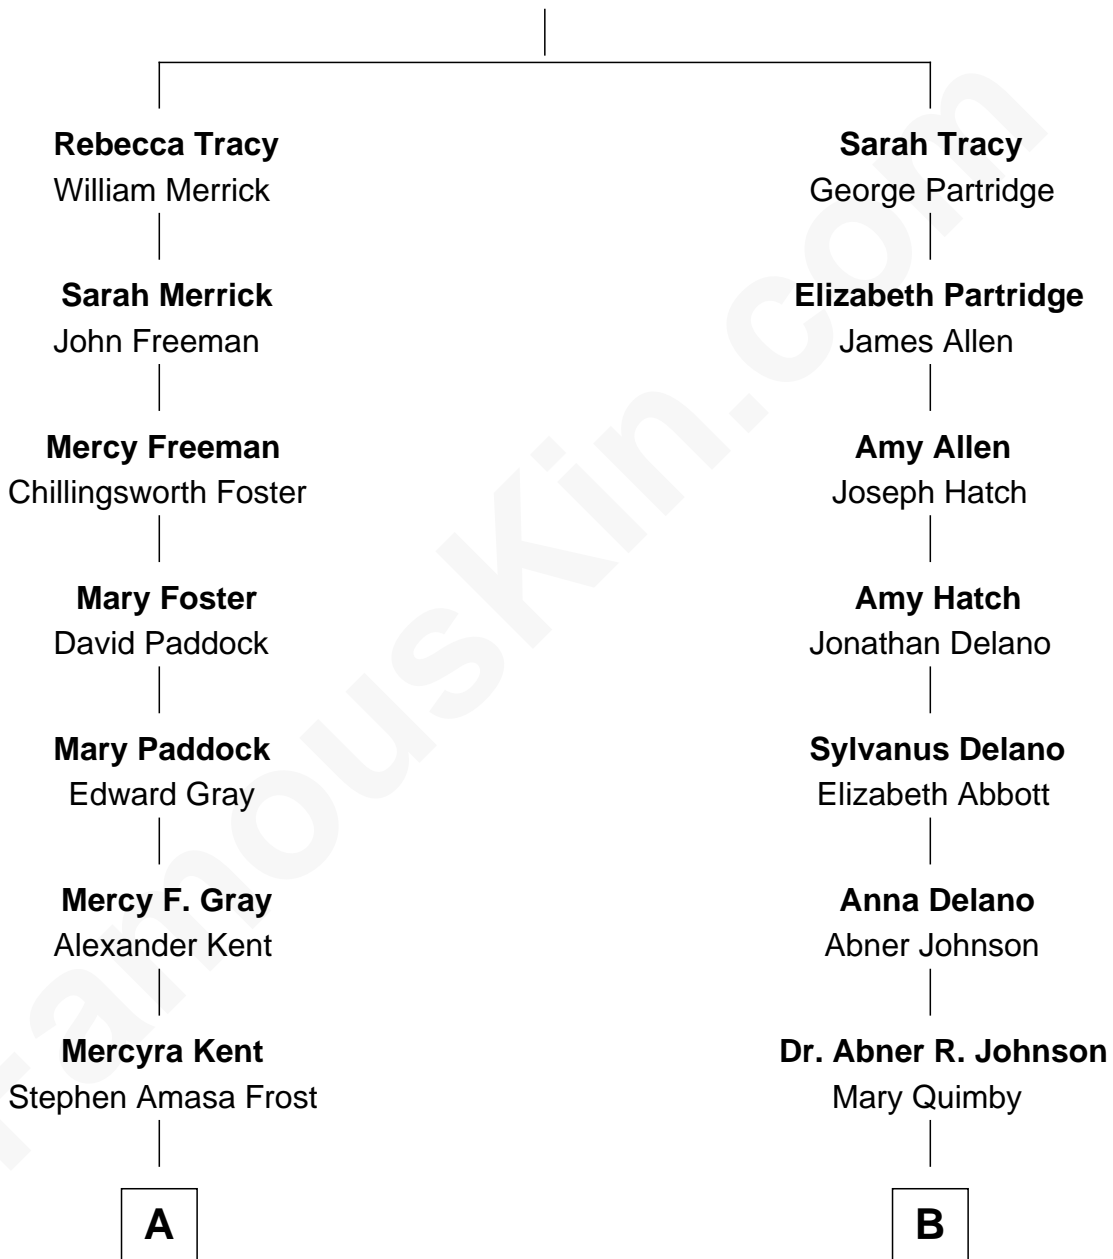 Rebecca Tracy
William Merrick
Sarah Tracy
George Partridge
Sarah Merrick
John Freeman
Elizabeth Partridge
James Allen
Mercy Freeman
Chillingsworth Foster
Amy Allen
Joseph Hatch
Mary Foster
David Paddock
Amy Hatch
Jonathan Delano
Mary Paddock
Edward Gray
Sylvanus Delano
Elizabeth Abbott
Mercy F. Gray
Alexander Kent
Anna Delano
Abner Johnson
Mercyra Kent
Stephen Amasa Frost
Dr. Abner R. Johnson
Mary Quimby
A
B
FamousKin.com